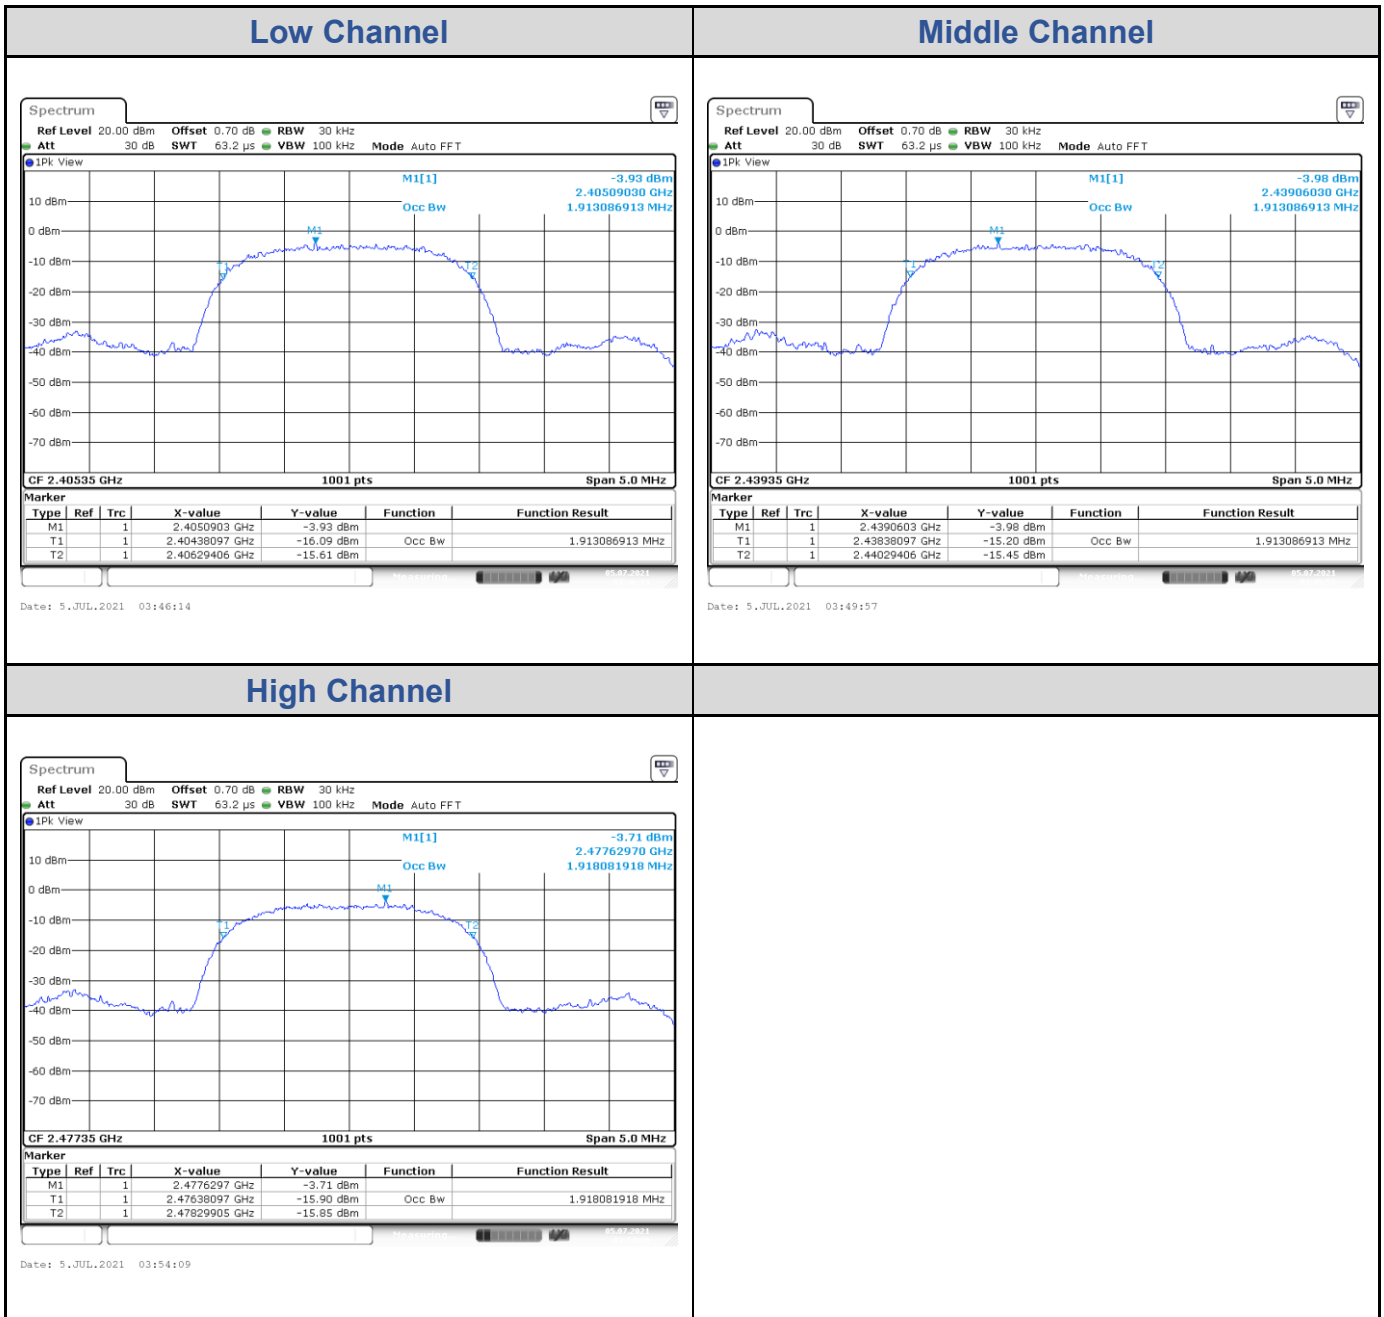 Low Channel
Middle Channel
Spectrum
Ref Level 20.00 dBm Offset 0.70 dB RBW 30 kHz
Att 30 dB SWT 63.2 µs VBW 100 kHz Mode Auto FFT
1Pk View
M1[1] -3.93 dBm
2.40509030 GHz
Occ Bw 1.913086913 MHz
10 dBm
0 dBm
-10 dBm
-20 dBm
-30 dBm
-40 dBm
-50 dBm
-60 dBm
-70 dBm
M1
T1
T2
CF 2.40535 GHz 1001 pts Span 5.0 MHz
Marker
Type Ref Trc X-value Y-value Function Function Result
M1 1 2.4050903 GHz -3.93 dBm
T1 1 2.40438097 GHz -16.09 dBm Occ Bw 1.913086913 MHz
T2 1 2.40629406 GHz -15.61 dBm
Measuring 05.07.2021
Date: 5.JUL.2021 03:46:14
Spectrum
Ref Level 20.00 dBm Offset 0.70 dB RBW 30 kHz
Att 30 dB SWT 63.2 µs VBW 100 kHz Mode Auto FFT
1Pk View
M1[1] -3.98 dBm
2.43906030 GHz
Occ Bw 1.913086913 MHz
10 dBm
0 dBm
-10 dBm
-20 dBm
-30 dBm
-40 dBm
-50 dBm
-60 dBm
-70 dBm
M1
T1
T2
CF 2.43935 GHz 1001 pts Span 5.0 MHz
Marker
Type Ref Trc X-value Y-value Function Function Result
M1 1 2.4390603 GHz -3.98 dBm
T1 1 2.43838097 GHz -15.20 dBm Occ Bw 1.913086913 MHz
T2 1 2.44029406 GHz -15.45 dBm
Measuring 05.07.2021
Date: 5.JUL.2021 03:49:57
High Channel
Spectrum
Ref Level 20.00 dBm Offset 0.70 dB RBW 30 kHz
Att 30 dB SWT 63.2 µs VBW 100 kHz Mode Auto FFT
1Pk View
M1[1] -3.71 dBm
2.47762970 GHz
Occ Bw 1.918081918 MHz
10 dBm
0 dBm
-10 dBm
-20 dBm
-30 dBm
-40 dBm
-50 dBm
-60 dBm
-70 dBm
M1
T1
T2
CF 2.47735 GHz 1001 pts Span 5.0 MHz
Marker
Type Ref Trc X-value Y-value Function Function Result
M1 1 2.4776297 GHz -3.71 dBm
T1 1 2.47638097 GHz -15.90 dBm Occ Bw 1.918081918 MHz
T2 1 2.47829905 GHz -15.85 dBm
Measuring 05.07.2021
Date: 5.JUL.2021 03:54:09